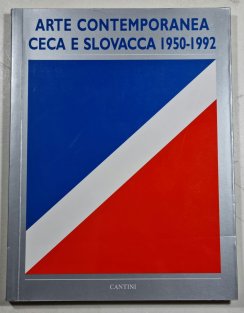 ARTE CONTEMPORANEA
CECA E SLOVACCA 1950-1992
CANTINI